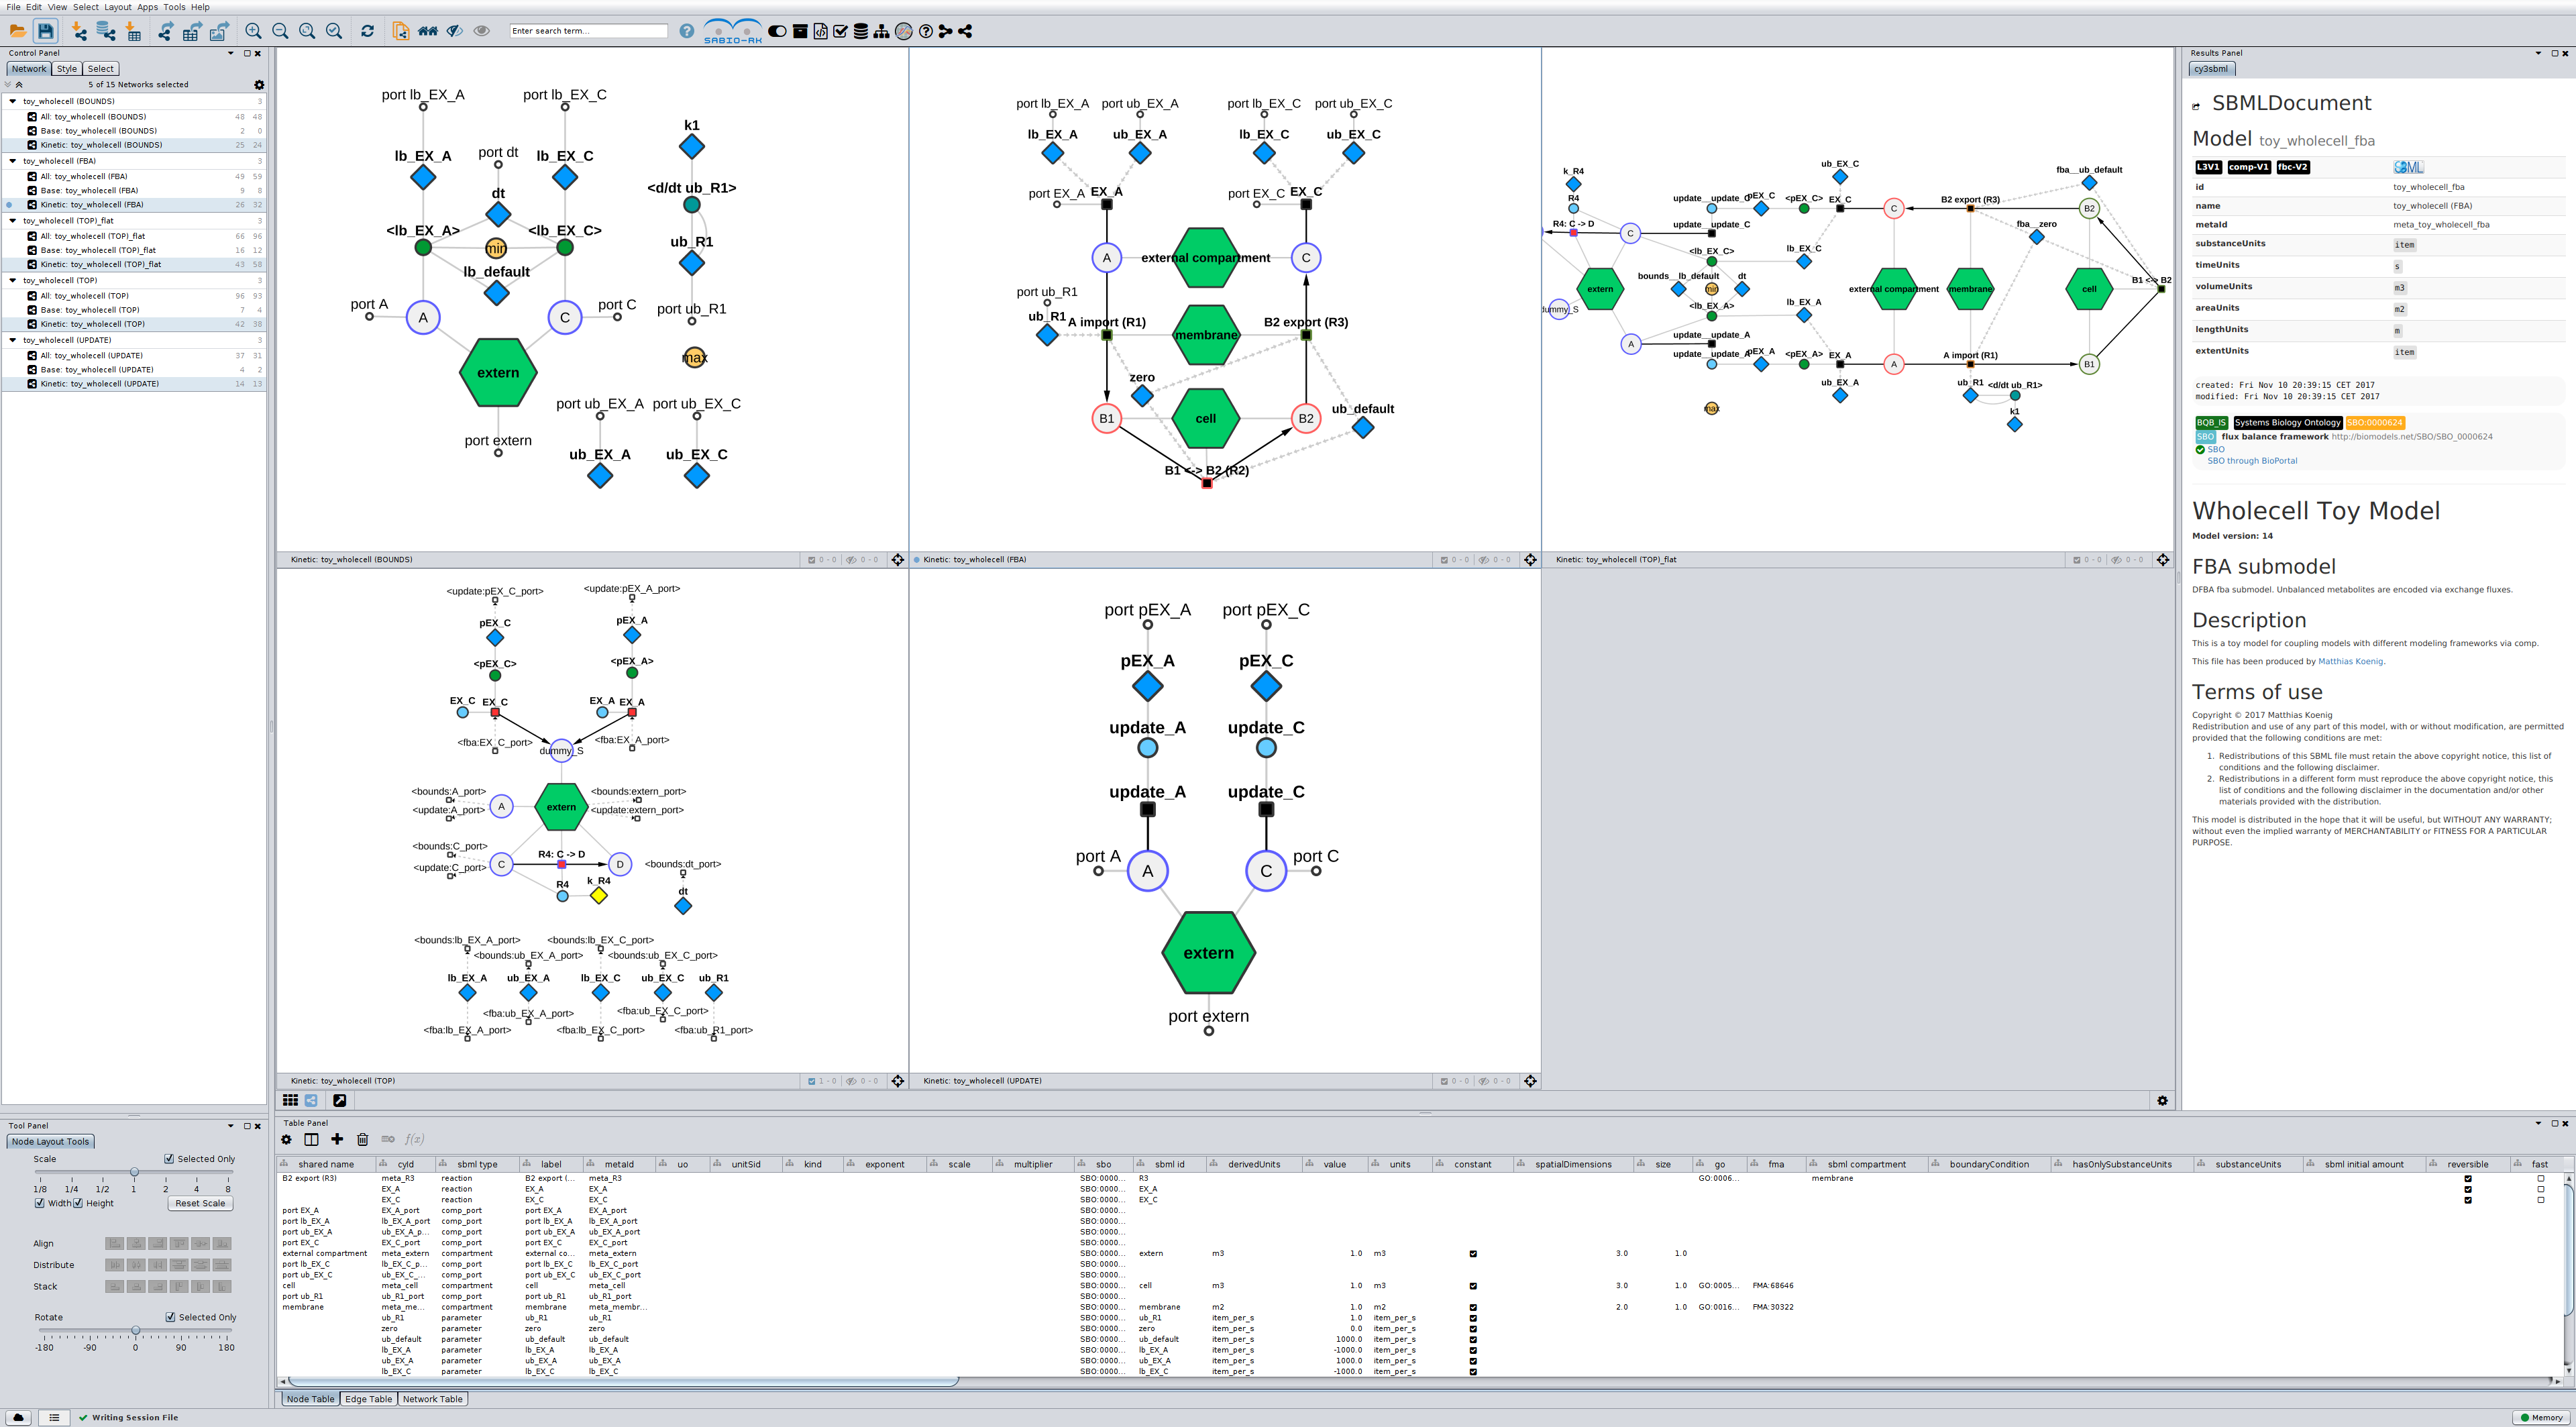 File Edit View Select Layout Apps Tools Help
Enter search term...
SABIO-RK
Control Panel
Network Style Select
5 of 15 Networks selected
toy_wholecell (BOUNDS) 3
All: toy_wholecell (BOUNDS) 48 48
Base: toy_wholecell (BOUNDS) 2 0
Kinetic: toy_wholecell (BOUNDS) 25 24
toy_wholecell (FBA) 3
All: toy_wholecell (FBA) 49 59
Base: toy_wholecell (FBA) 9 8
Kinetic: toy_wholecell (FBA) 26 32
toy_wholecell (TOP)_flat 3
All: toy_wholecell (TOP)_flat 66 96
Base: toy_wholecell (TOP)_flat 16 12
Kinetic: toy_wholecell (TOP)_flat 43 58
toy_wholecell (TOP) 3
All: toy_wholecell (TOP) 96 93
Base: toy_wholecell (TOP) 7 4
Kinetic: toy_wholecell (TOP) 42 38
toy_wholecell (UPDATE) 3
All: toy_wholecell (UPDATE) 37 31
Base: toy_wholecell (UPDATE) 4 2
Kinetic: toy_wholecell (UPDATE) 14 13
port lb_EX_A port lb_EX_C
k1
lb_EX_A port dt lb_EX_C
<d/dt ub_R1>
dt
<lb_EX_A> <lb_EX_C>
min ub_R1
lb_default
port A A C port C port ub_R1
max
extern
port ub_EX_A port ub_EX_C
port extern
ub_EX_A ub_EX_C
Kinetic: toy_wholecell (BOUNDS) 0 - 0 0 - 0
port lb_EX_A port ub_EX_A port lb_EX_C port ub_EX_C
lb_EX_A ub_EX_A lb_EX_C ub_EX_C
port EX_A EX_A port EX_C EX_C
A external compartment C
port ub_R1
ub_R1 A import (R1) B2 export (R3)
membrane
zero
B1 cell B2 ub_default
B1 <-> B2 (R2)
Kinetic: toy_wholecell (FBA) 0 - 0 0 - 0
ub_EX_C
k_R4 fba__ub_default
R4 update__update_C pEX_C <pEX_C> EX_C C B2 export (R3) B2
R4: C -> D C update__update_C fba__zero
<lb_EX_C> lb_EX_C
bounds__lb_default dt
extern min external compartment membrane cell B1 <-> B2
<lb_EX_A> lb_EX_A
dummy_S
A update__update_A
update__update_A pEX_A <pEX_A> EX_A A A import (R1) B1
ub_EX_A ub_R1 <d/dt ub_R1>
max k1
Kinetic: toy_wholecell (TOP)_flat 0 - 0 0 - 0
<update:pEX_C_port> <update:pEX_A_port>
pEX_C pEX_A
<pEX_C> <pEX_A>
EX_C EX_C EX_A EX_A
<fba:EX_C_port> <fba:EX_A_port>
dummy_S
<bounds:A_port> <bounds:extern_port>
A extern
<update:A_port> <update:extern_port>
<bounds:C_port>
R4: C -> D
C D <bounds:dt_port>
<update:C_port>
R4 k_R4 dt
<bounds:lb_EX_A_port> <bounds:lb_EX_C_port>
<bounds:ub_EX_A_port> <bounds:ub_EX_C_port>
lb_EX_A ub_EX_A lb_EX_C ub_EX_C ub_R1
<fba:ub_EX_A_port> <fba:ub_EX_C_port>
<fba:lb_EX_A_port> <fba:lb_EX_C_port> <fba:ub_R1_port>
Kinetic: toy_wholecell (TOP) 1 - 0 0 - 0
port pEX_A port pEX_C
pEX_A pEX_C
update_A update_C
update_A update_C
port A A C port C
extern
port extern
Kinetic: toy_wholecell (UPDATE) 0 - 0 0 - 0
Results Panel
cy3sbml
SBMLDocument
Model toy_wholecell_fba
L3V1 comp-V1 fbc-V2 SBML
id toy_wholecell_fba
name toy_wholecell (FBA)
metaId meta_toy_wholecell_fba
substanceUnits item
timeUnits s
volumeUnits m3
areaUnits m2
lengthUnits m
extentUnits item
created: Fri Nov 10 20:39:15 CET 2017
modified: Fri Nov 10 20:39:15 CET 2017
BQB_IS Systems Biology Ontology SBO:0000624
SBO flux balance framework http://biomodels.net/SBO/SBO_0000624
SBO
SBO through BioPortal
Wholecell Toy Model
Model version: 14
FBA submodel
DFBA fba submodel. Unbalanced metabolites are encoded via exchange fluxes.
Description
This is a toy model for coupling models with different modeling frameworks via comp.
This file has been produced by Matthias Koenig.
Terms of use
Copyright © 2017 Matthias Koenig
Redistribution and use of any part of this model, with or without modification, are permitted
provided that the following conditions are met:
1. Redistributions of this SBML file must retain the above copyright notice, this list of
conditions and the following disclaimer.
2. Redistributions in a different form must reproduce the above copyright notice, this
list of conditions and the following disclaimer in the documentation and/or other
materials provided with the distribution.
This model is distributed in the hope that it will be useful, but WITHOUT ANY WARRANTY;
without even the implied warranty of MERCHANTABILITY or FITNESS FOR A PARTICULAR
PURPOSE.
Tool Panel
Node Layout Tools
Scale Selected Only
1/8 1/4 1/2 1 2 4 8
Width Height Reset Scale
Align
Distribute
Stack
Rotate Selected Only
-180 -90 0 90 180
Table Panel
f(x)
shared name cyId sbml type label metaId uo unitSid kind exponent scale multiplier sbo sbml id derivedUnits value units constant spatialDimensions size go fma sbml compartment boundaryCondition hasOnlySubstanceUnits substanceUnits sbml initial amount reversible fast
B2 export (R3) meta_R3 reaction B2 export (... meta_R3 SBO:0000... R3 GO:0006... membrane
EX_A reaction EX_A EX_A SBO:0000... EX_A
EX_C reaction EX_C EX_C SBO:0000... EX_C
port EX_A EX_A_port comp_port port EX_A EX_A_port SBO:0000...
port lb_EX_A lb_EX_A_port comp_port port lb_EX_A lb_EX_A_port SBO:0000...
port ub_EX_A ub_EX_A_port comp_port port ub_EX_A ub_EX_A_port SBO:0000...
port EX_C EX_C_port comp_port port EX_C EX_C_port SBO:0000...
external compartment meta_extern compartment external co... meta_extern SBO:0000... extern m3 1.0 m3 3.0 1.0
port lb_EX_C lb_EX_C_p... comp_port port lb_EX_C lb_EX_C_port SBO:0000...
port ub_EX_C ub_EX_C_... comp_port port ub_EX_C ub_EX_C_port SBO:0000...
cell meta_cell compartment cell meta_cell SBO:0000... cell m3 1.0 m3 3.0 1.0 GO:0005... FMA:68646
port ub_R1 ub_R1_port comp_port port ub_R1 ub_R1_port SBO:0000...
membrane meta_me... compartment membrane meta_membr... SBO:0000... membrane m2 1.0 m2 2.0 1.0 GO:0016... FMA:30322
ub_R1 parameter ub_R1 ub_R1 SBO:0000... ub_R1 item_per_s 1.0 item_per_s
zero parameter zero zero SBO:0000... zero item_per_s 0.0 item_per_s
ub_default parameter ub_default ub_default SBO:0000... ub_default item_per_s 1000.0 item_per_s
lb_EX_A parameter lb_EX_A lb_EX_A SBO:0000... lb_EX_A item_per_s -1000.0 item_per_s
ub_EX_A parameter ub_EX_A ub_EX_A SBO:0000... ub_EX_A item_per_s 1000.0 item_per_s
lb_EX_C parameter lb_EX_C lb_EX_C SBO:0000... lb_EX_C item_per_s -1000.0 item_per_s
Node Table Edge Table Network Table
Writing Session File
Memory